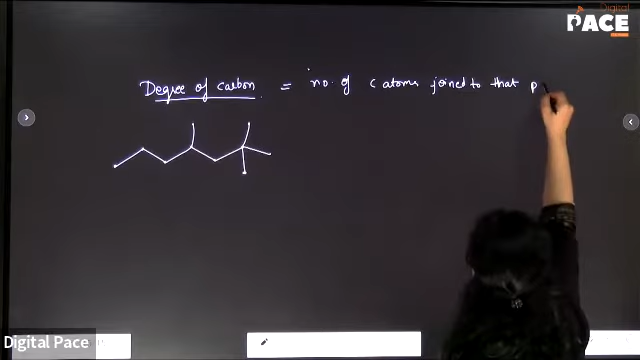 Digital
PACE
Degree of carbon = no. of C atoms joined to that p
Digital Pace